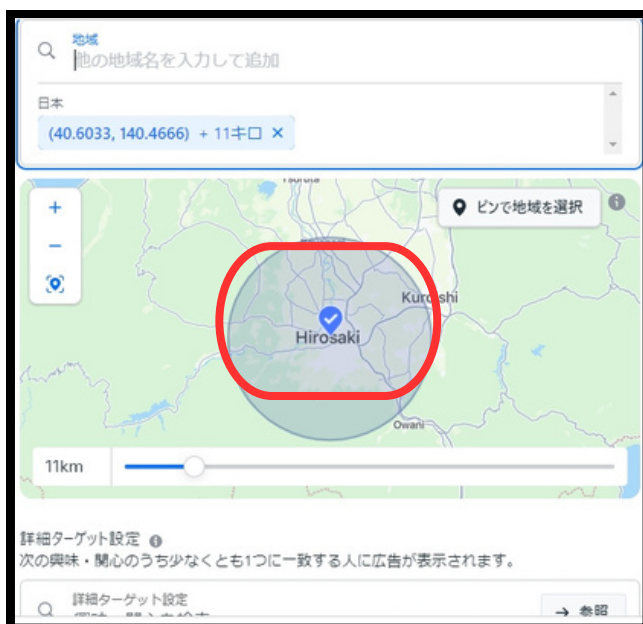 地域
他の地域名を入力して追加
日本
(40.6033, 140.4666) + 11キロ ×
ピンで地域を選択
Kuroishi
Hirosaki
Owani
11km
詳細ターゲット設定
次の興味・関心のうち少なくとも1つに一致する人に広告が表示されます。
詳細ターゲット設定
→ 参照